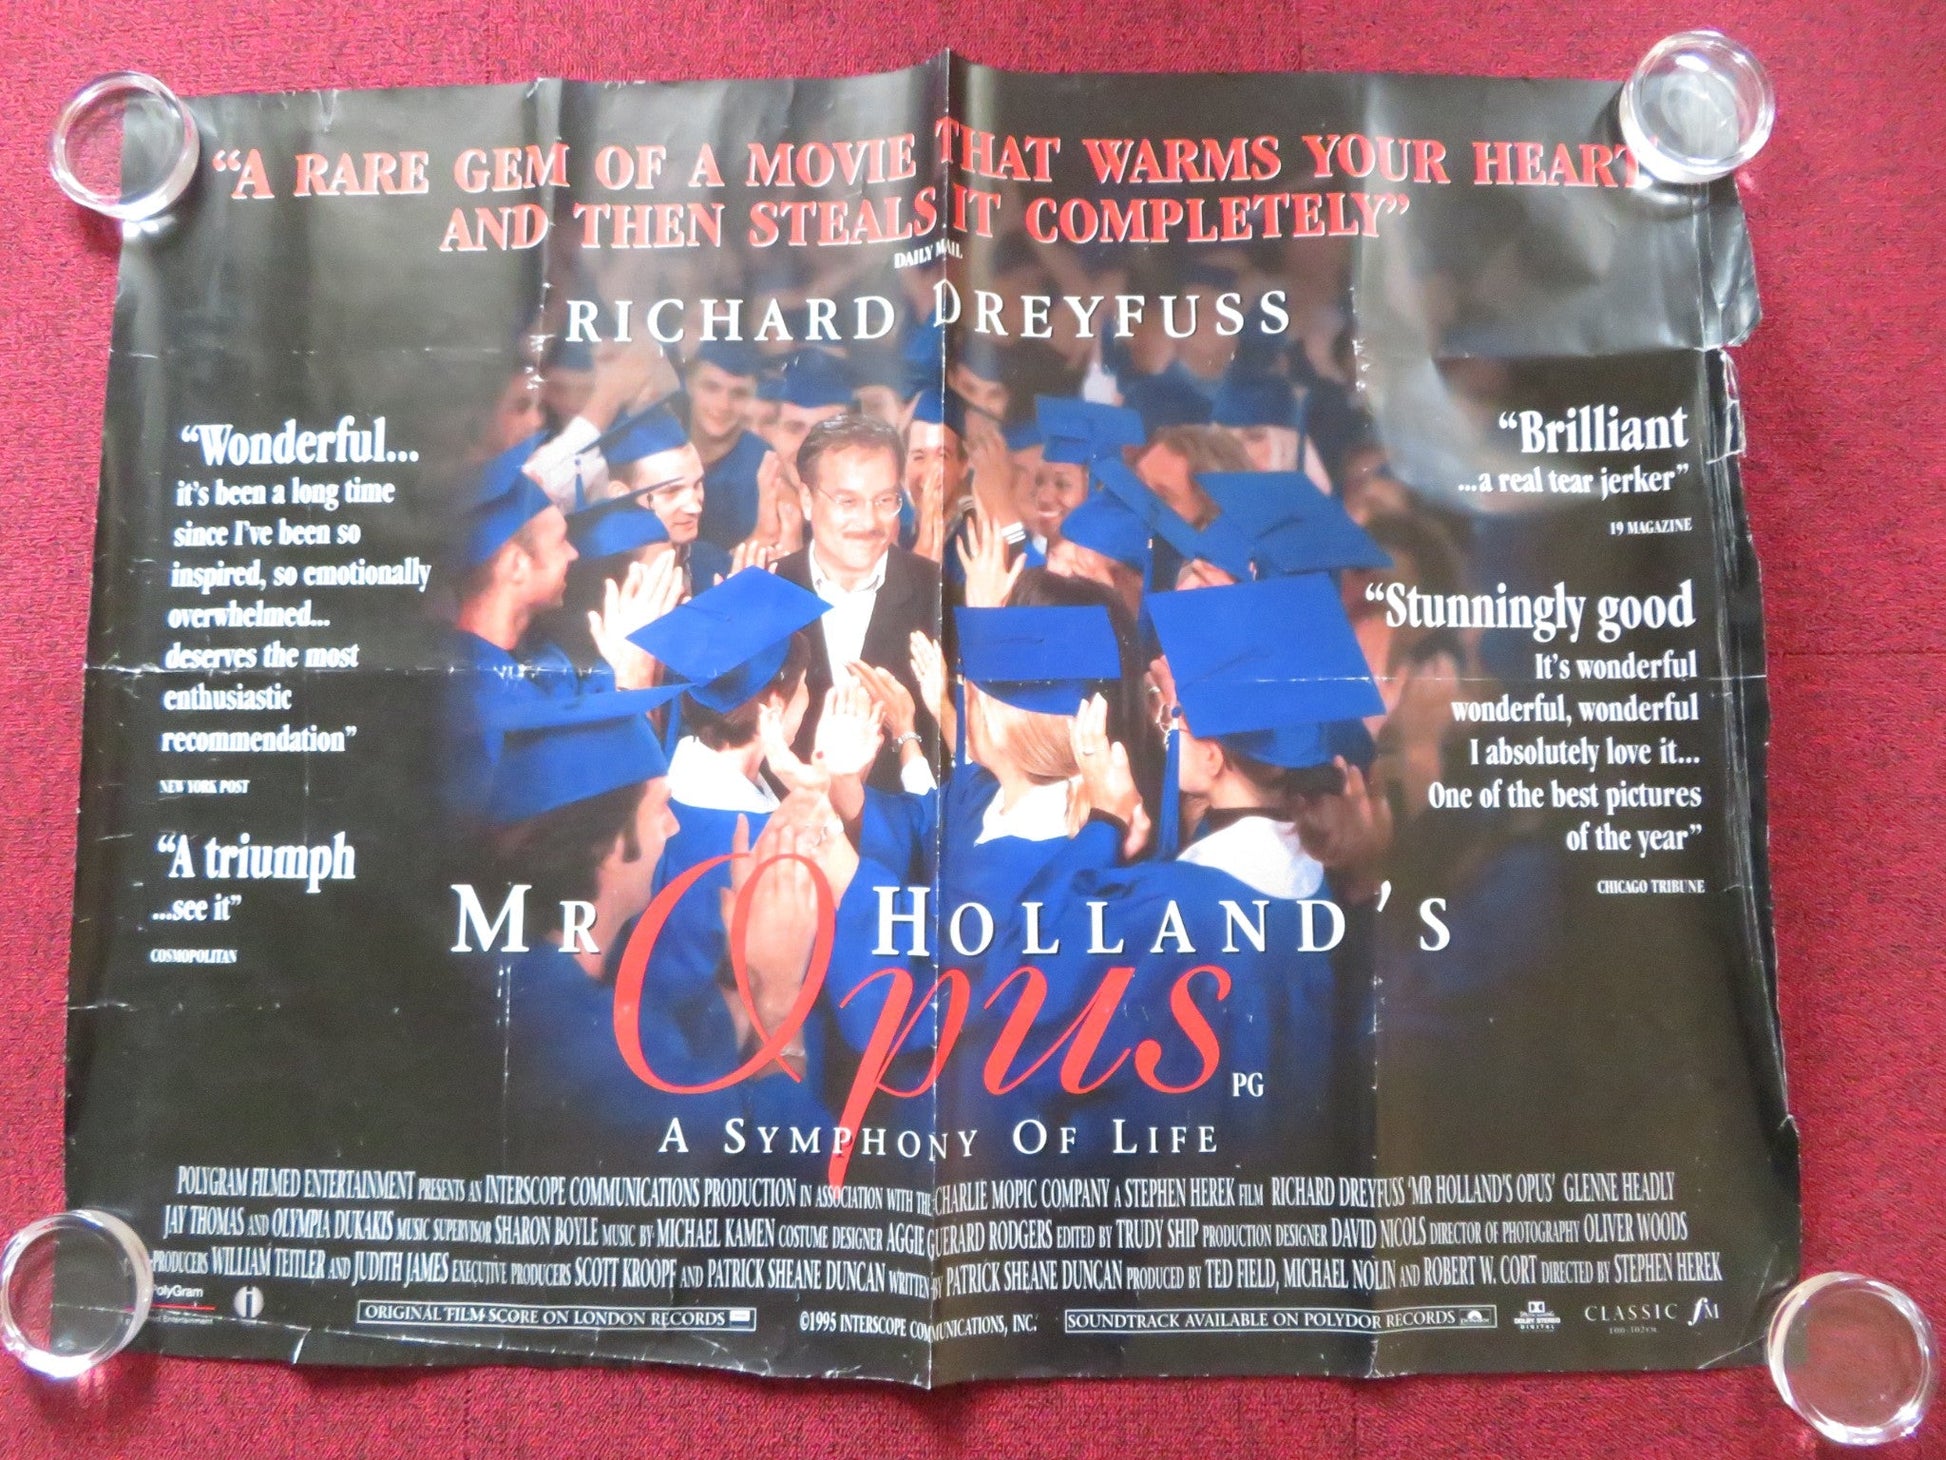 “A RARE GEM OF A MOVIE THAT WARMS YOUR HEART
AND THEN STEALS IT COMPLETELY”
DAILY MAIL
RICHARD DREYFUSS
“Wonderful...
it's been a long time
since I've been so
inspired, so emotionally
overwhelmed...
deserves the most
enthusiastic
recommendation”
NEW YORK POST
“A triumph
...see it”
COSMOPOLITAN
“Brilliant
...a real tear jerker”
19 MAGAZINE
“Stunningly good
It's wonderful
wonderful, wonderful
I absolutely love it...
One of the best pictures
of the year”
CHICAGO TRIBUNE
MR HOLLAND'S
Opus
PG
A SYMPHONY OF LIFE
POLYGRAM FILMED ENTERTAINMENT PRESENTS AN INTERSCOPE COMMUNICATIONS PRODUCTION IN ASSOCIATION WITH THE CHARLIE MOPIC COMPANY A STEPHEN HEREK FILM RICHARD DREYFUSS 'MR HOLLAND'S OPUS' GLENNE HEADLY
JAY THOMAS AND OLYMPIA DUKAKIS MUSIC SUPERVISOR SHARON BOYLE MUSIC BY MICHAEL KAMEN COSTUME DESIGNER AGGIE GUERARD RODGERS EDITED BY TRUDY SHIP PRODUCTION DESIGNER DAVID NICOLS DIRECTOR OF PHOTOGRAPHY OLIVER WOODS
PRODUCERS WILLIAM TEITLER AND JUDITH JAMES EXECUTIVE PRODUCERS SCOTT KROOPF AND PATRICK SHEANE DUNCAN WRITTEN BY PATRICK SHEANE DUNCAN PRODUCED BY TED FIELD, MICHAEL NOLIN AND ROBERT W. CORT DIRECTED BY STEPHEN HEREK
PolyGram
Entertainment
ORIGINAL FILM SCORE ON LONDON RECORDS
©1995 INTERSCOPE COMMUNICATIONS, INC.
SOUNDTRACK AVAILABLE ON POLYDOR RECORDS
DOLBY STEREO
DIGITAL
CLASSIC fM
100-102FM